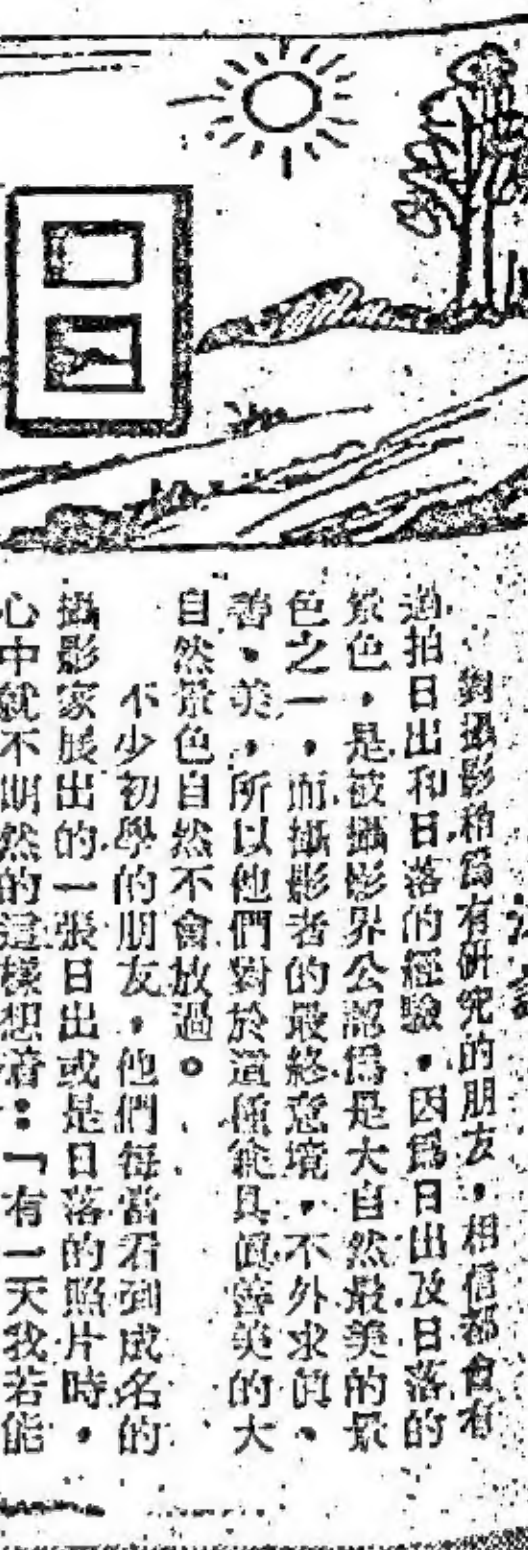 對攝影稍爲有研究的朋友，相信都會有
過拍日出和日落的經驗，因爲日出及日落的
景色，是被攝影界公認爲是大自然最美的景
色之一，而攝影者的最終意境，不外求眞、
善、美，所以他們對於這種能具眞善美的大
自然景色自然不會放過。
不少初學的朋友，他們每當看到成名的
攝影家展出的一張日出或是日落的照片時，
心中就不期然的這樣想着：「有一天我若能